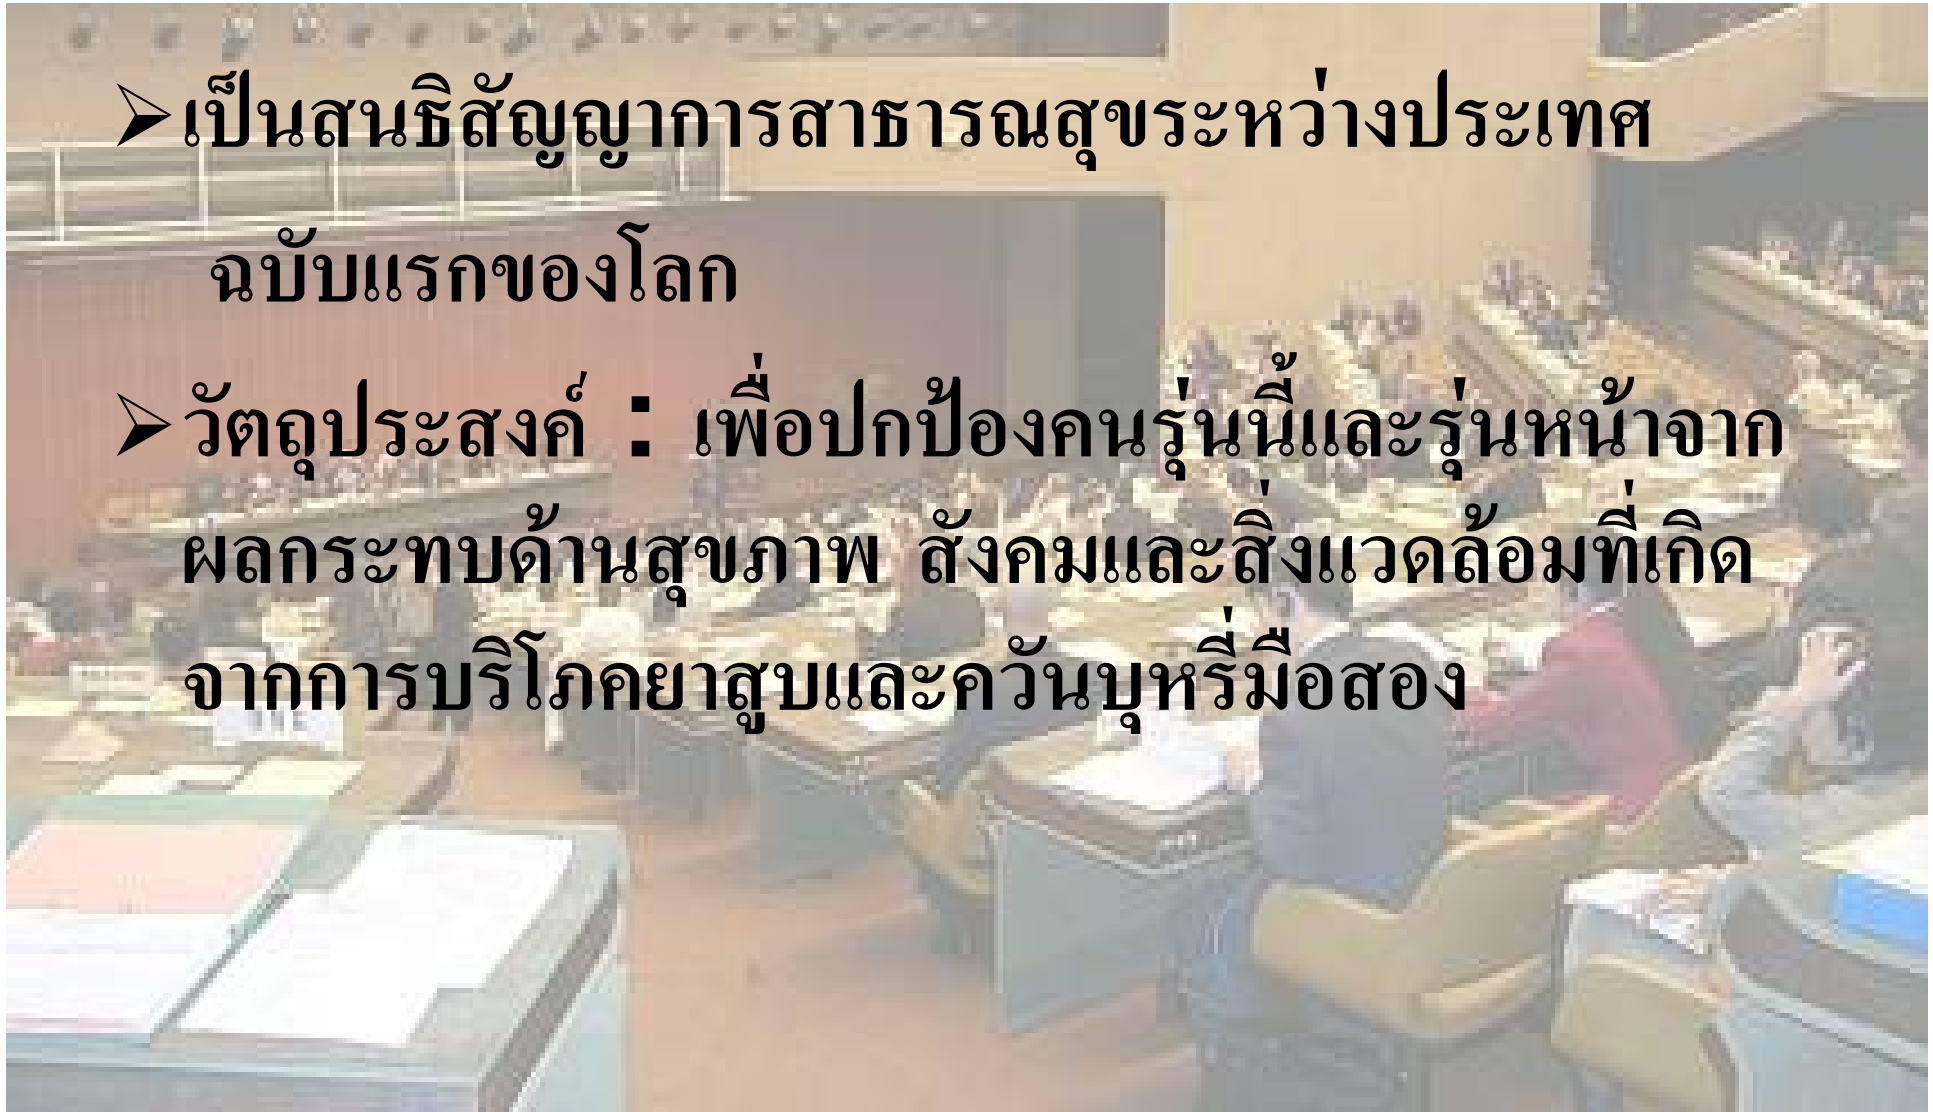 ➢เป็นสนธิสัญญาการสาธารณสุขระหว่างประเทศ
ฉบับแรกของโลก
➢วัตถุประสงค์ : เพื่อปกป้องคนรุ่นนี้และรุ่นหน้าจาก
ผลกระทบด้านสุขภาพ สังคมและสิ่งแวดล้อมที่เกิด
จากการบริโภคยาสูบและควันบุหรี่มือสอง